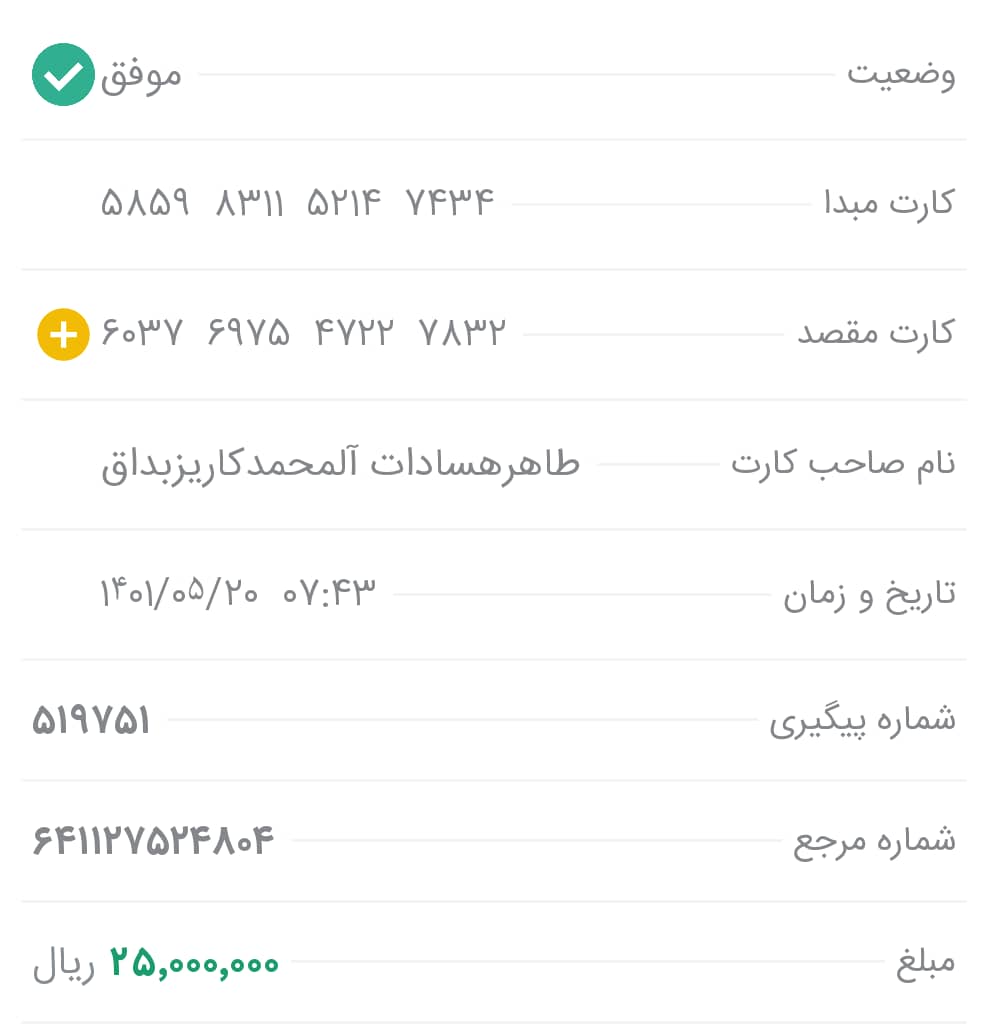 وضعیت موفق
کارت مبدا ۵۸۵۹ ۸۳۱۱ ۵۲۱۴ ۷۴۳۴
کارت مقصد ۶۰۳۷ ۶۹۷۵ ۴۷۲۲ ۷۸۳۲
نام صاحب کارت طاهرهسادات آلمحمدکاریزبداق
تاریخ و زمان ۱۴۰۱/۰۵/۲۰ ۰۷:۴۳
شماره پیگیری ۵۱۹۷۵۱
شماره مرجع ۶۴۱۱۲۷۵۲۴۸۰۴
مبلغ ۲۵,۰۰۰,۰۰۰ ریال